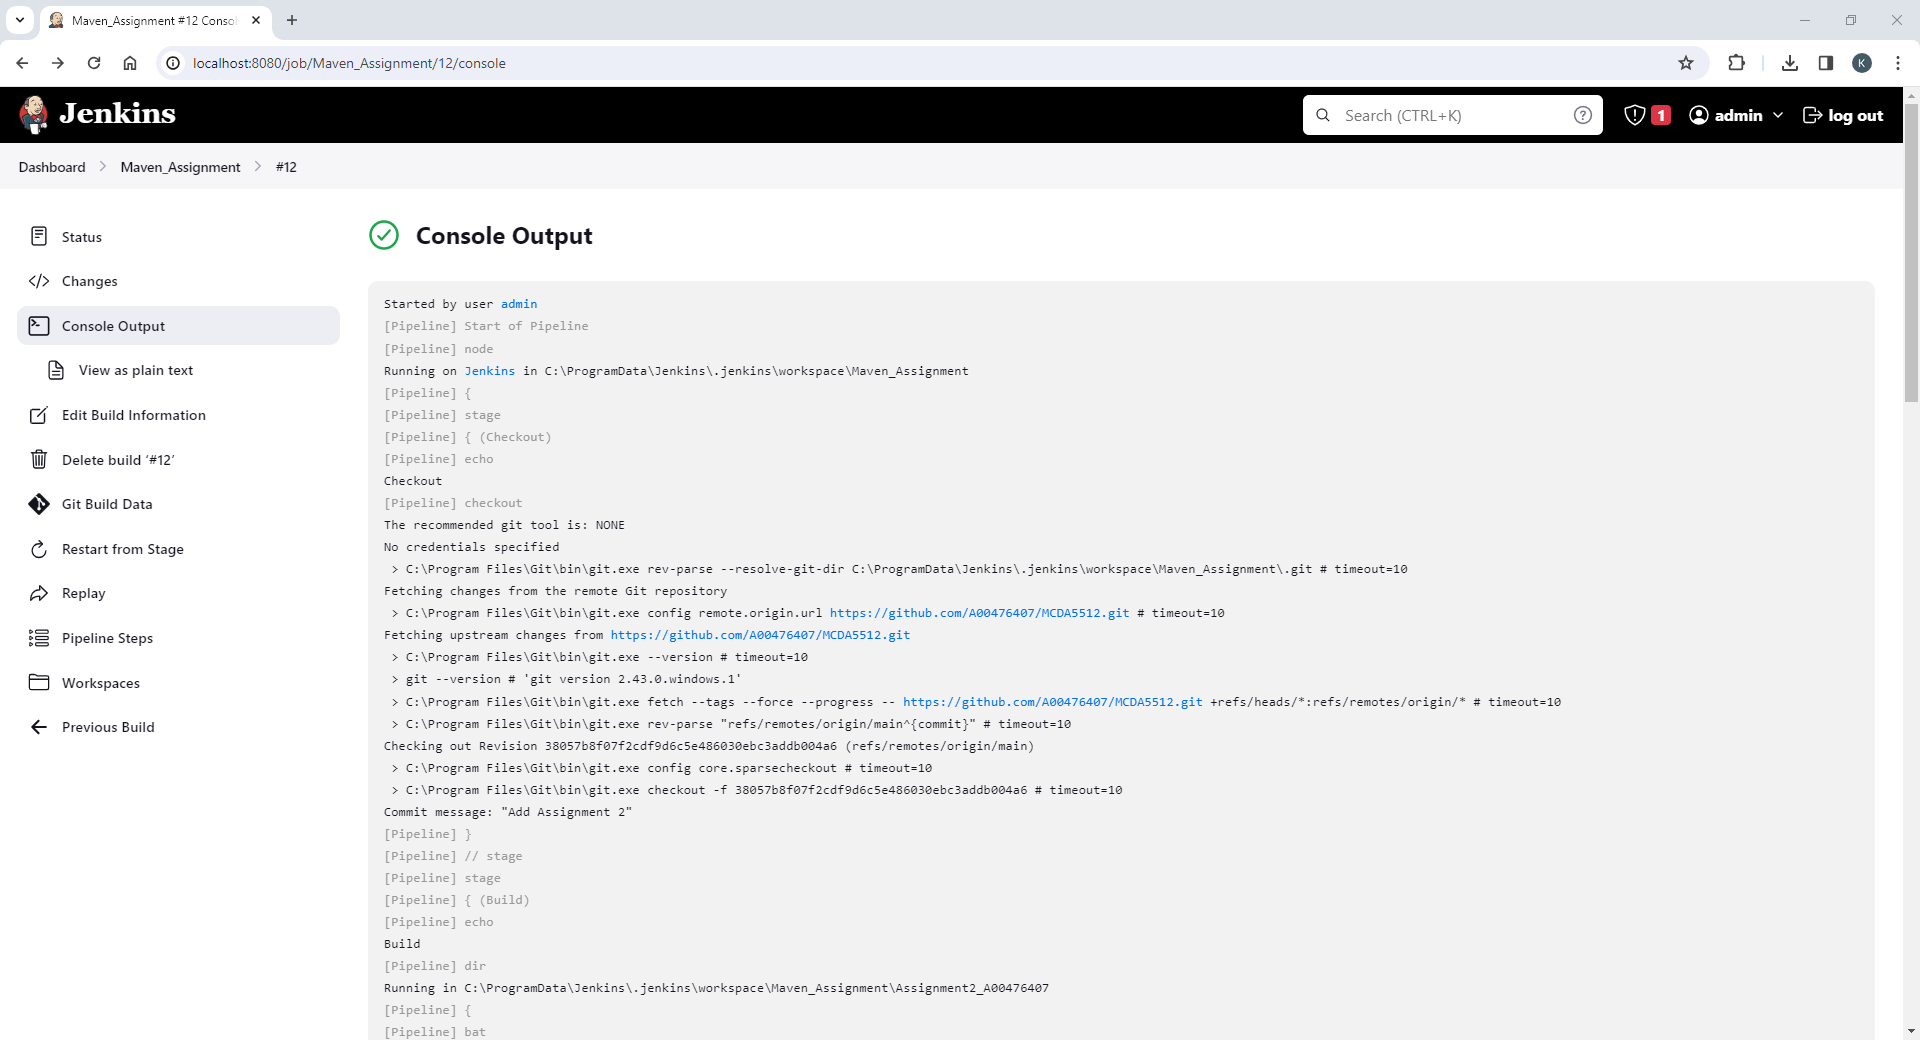 Maven_Assignment #12 Consol
localhost:8080/job/Maven_Assignment/12/console
K
Jenkins
Search (CTRL+K)
?
1
admin
log out
Dashboard
Maven_Assignment
#12
Status
Changes
Console Output
View as plain text
Edit Build Information
Delete build ‘#12’
Git Build Data
Restart from Stage
Replay
Pipeline Steps
Workspaces
Previous Build
Console Output
Started by user admin
[Pipeline] Start of Pipeline
[Pipeline] node
Running on Jenkins in C:\ProgramData\Jenkins\.jenkins\workspace\Maven_Assignment
[Pipeline] {
[Pipeline] stage
[Pipeline] { (Checkout)
[Pipeline] echo
Checkout
[Pipeline] checkout
The recommended git tool is: NONE
No credentials specified
> C:\Program Files\Git\bin\git.exe rev-parse --resolve-git-dir C:\ProgramData\Jenkins\.jenkins\workspace\Maven_Assignment\.git # timeout=10
Fetching changes from the remote Git repository
> C:\Program Files\Git\bin\git.exe config remote.origin.url https://github.com/A00476407/MCDA5512.git # timeout=10
Fetching upstream changes from https://github.com/A00476407/MCDA5512.git
> C:\Program Files\Git\bin\git.exe --version # timeout=10
> git --version # 'git version 2.43.0.windows.1'
> C:\Program Files\Git\bin\git.exe fetch --tags --force --progress -- https://github.com/A00476407/MCDA5512.git +refs/heads/*:refs/remotes/origin/* # timeout=10
> C:\Program Files\Git\bin\git.exe rev-parse "refs/remotes/origin/main^{commit}" # timeout=10
Checking out Revision 38057b8f07f2cdf9d6c5e486030ebc3addb004a6 (refs/remotes/origin/main)
> C:\Program Files\Git\bin\git.exe config core.sparsecheckout # timeout=10
> C:\Program Files\Git\bin\git.exe checkout -f 38057b8f07f2cdf9d6c5e486030ebc3addb004a6 # timeout=10
Commit message: "Add Assignment 2"
[Pipeline] }
[Pipeline] // stage
[Pipeline] stage
[Pipeline] { (Build)
[Pipeline] echo
Build
[Pipeline] dir
Running in C:\ProgramData\Jenkins\.jenkins\workspace\Maven_Assignment\Assignment2_A00476407
[Pipeline] {
[Pipeline] bat